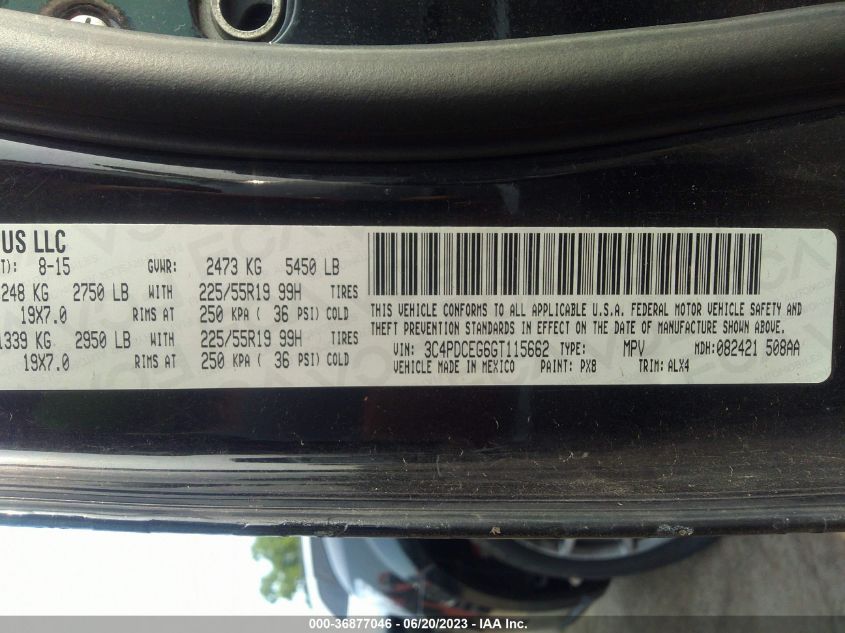 US LLC
T): 8-15 GVWR: 2473 KG 5450 LB
248 KG 2750 LB WITH 225/55R19 99H TIRES
19X7.0 RIMS AT 250 KPA ( 36 PSI) COLD
1339 KG 2950 LB WITH 225/55R19 99H TIRES
19X7.0 RIMS AT 250 KPA ( 36 PSI) COLD
THIS VEHICLE CONFORMS TO ALL APPLICABLE U.S.A. FEDERAL MOTOR VEHICLE SAFETY AND
THEFT PREVENTION STANDARDS IN EFFECT ON THE DATE OF MANUFACTURE SHOWN ABOVE.
VIN: 3C4PDCEG6GT115662 TYPE: MPV MDH: 082421 508AA
VEHICLE MADE IN MEXICO PAINT: PX8 TRIM: ALX4
000-36877046 - 06/20/2023 - IAA Inc.